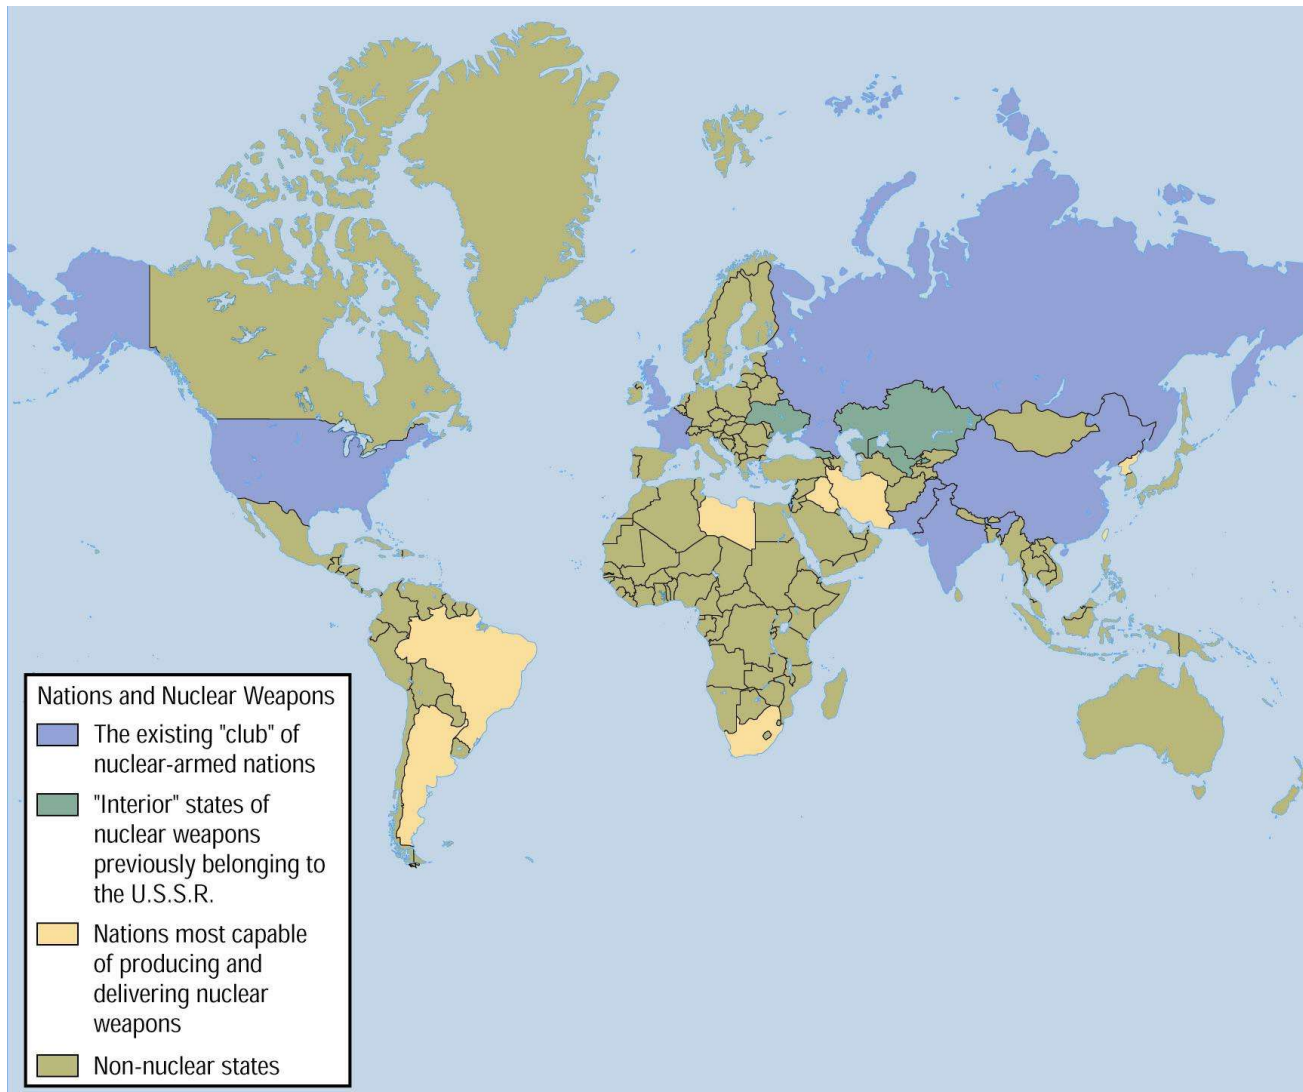 Nations and Nuclear Weapons
The existing "club" of
nuclear-armed nations
"Interior" states of
nuclear weapons
previously belonging to
the U.S.S.R.
Nations most capable
of producing and
delivering nuclear
weapons
Non-nuclear states